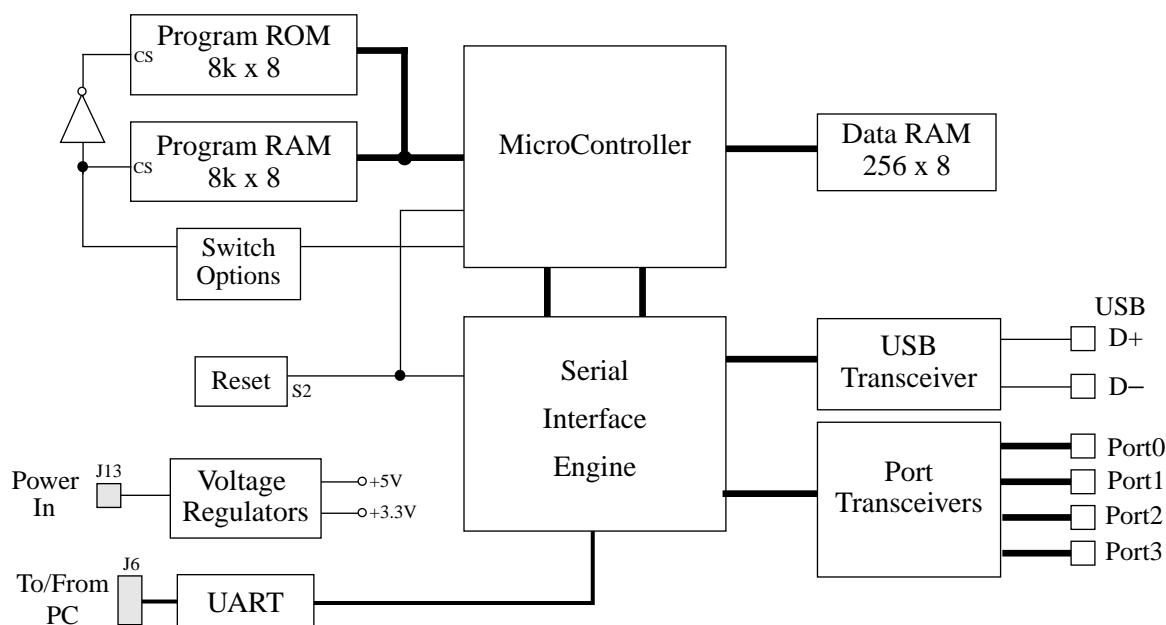 Program ROM
8k x 8
CS
Program RAM
8k x 8
CS
MicroController
Data RAM
256 x 8
Switch
Options
Reset
S2
Serial
Interface
Engine
USB
Transceiver
USB
D+
D−
Port
Transceivers
Port0
Port1
Port2
Port3
Power
In
J13
Voltage
Regulators
+5V
+3.3V
To/From
PC
J6
UART